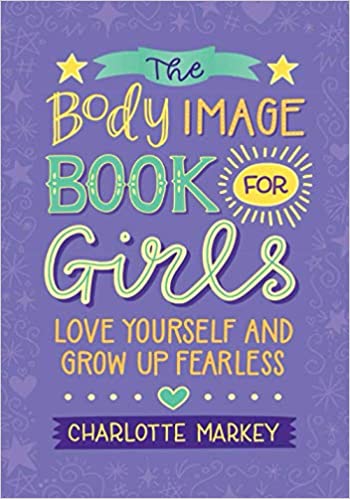 The
Body IMAGE
BOOK FOR
Girls
LOVE YOURSELF AND
GROW UP FEARLESS
CHARLOTTE MARKEY